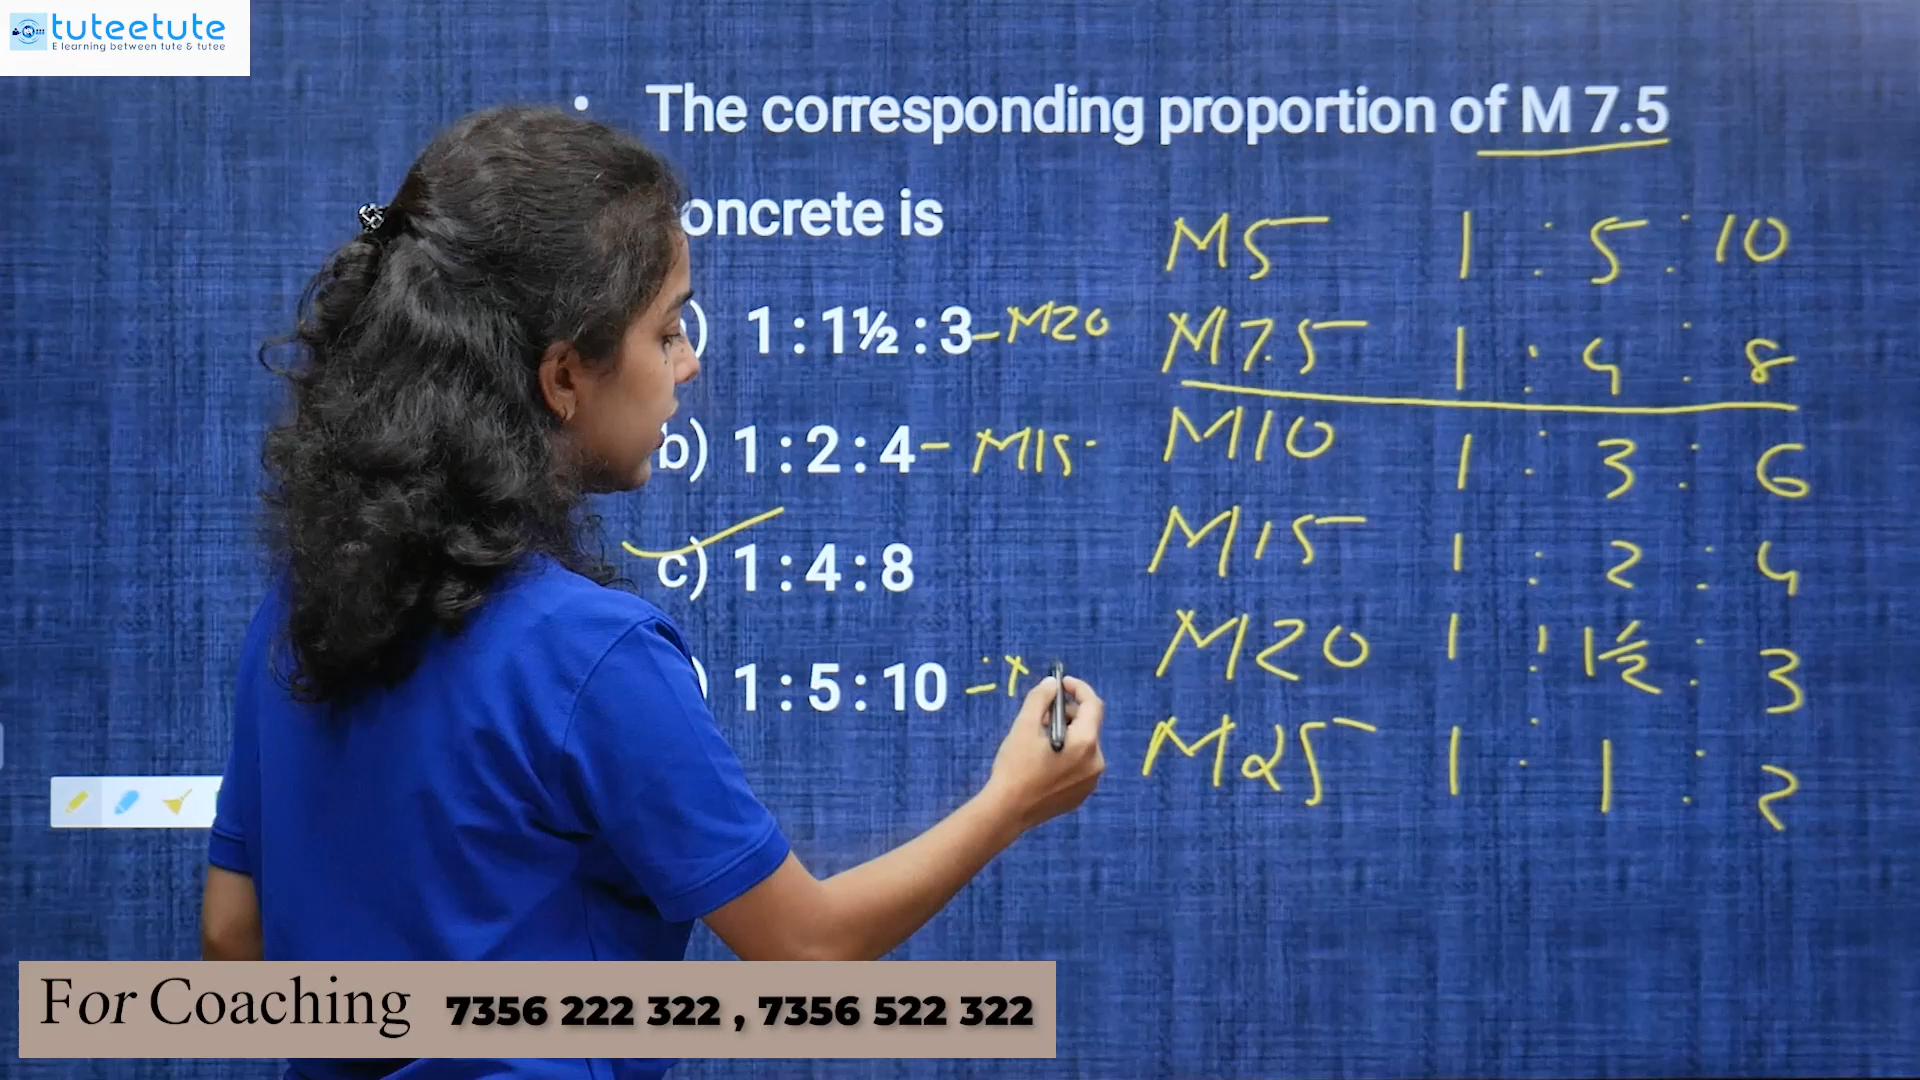 tuteetute
E learning between tute & tutee
• The corresponding proportion of M 7.5
oncrete is
) 1 : 1½ : 3 - M20
b) 1 : 2 : 4 - M15
c) 1 : 4 : 8
) 1 : 5 : 10 -
M5 1 : 5 : 10
M7.5 1 : 4 : 8
M10 1 : 3 : 6
M15 1 : 2 : 4
M20 1 : 1½ : 3
M25 1 : 1 : 2
For Coaching 7356 222 322 , 7356 522 322